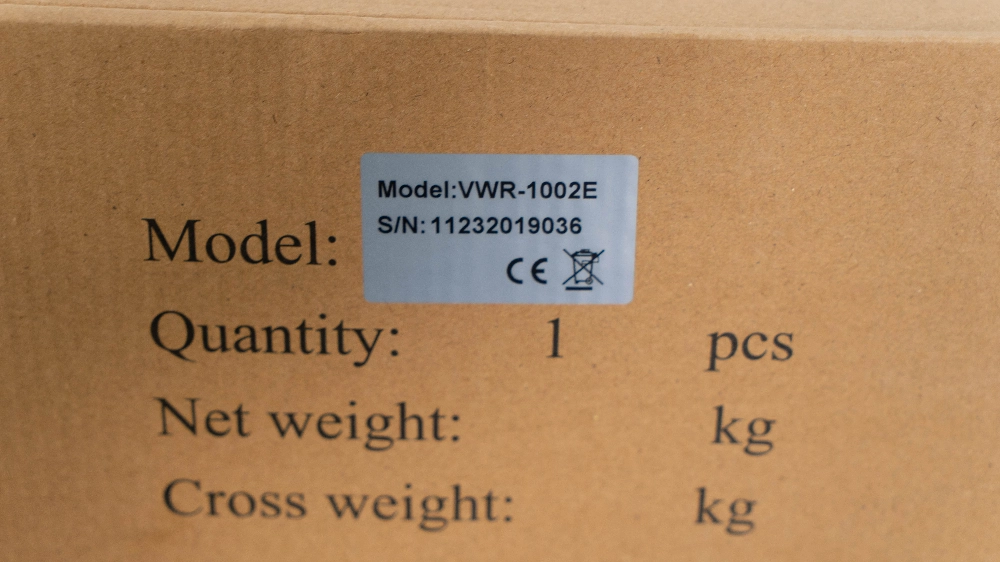 Model:VWR-1002E
S/N: 11232019036
CE
Model:
Quantity: 1 pcs
Net weight: kg
Cross weight: kg